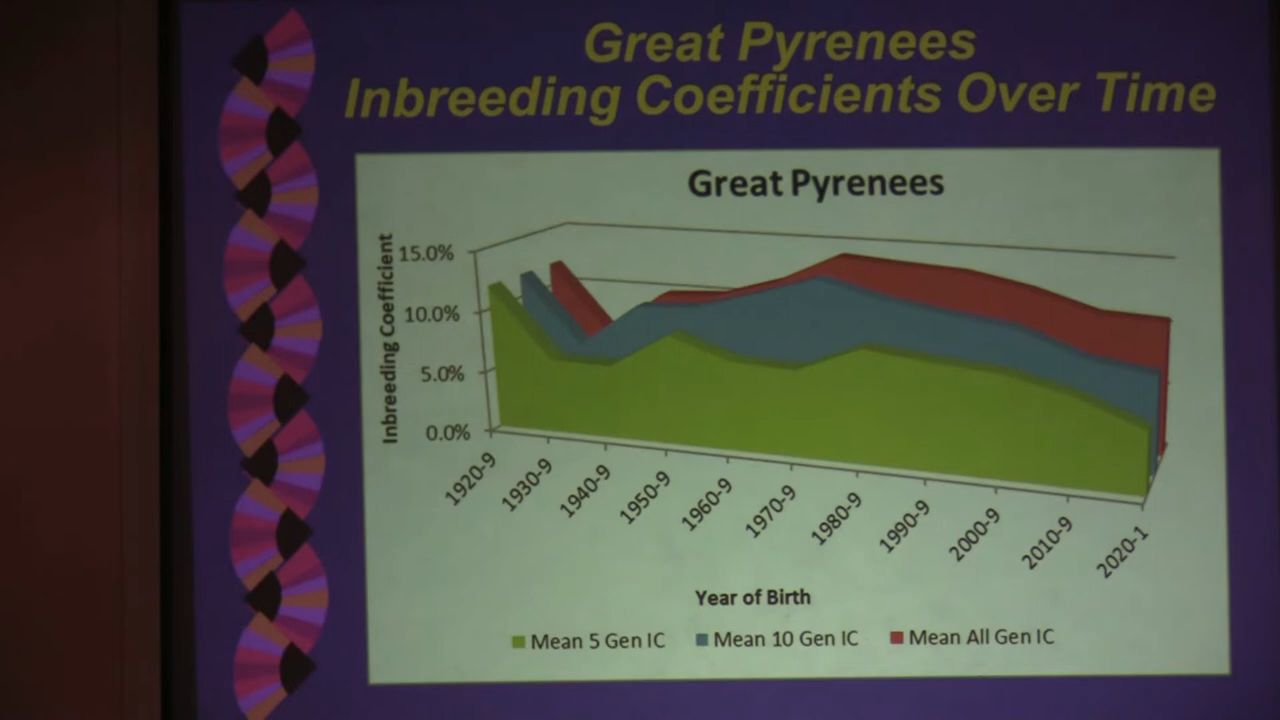 Great Pyrenees
Inbreeding Coefficients Over Time
Great Pyrenees
Inbreeding Coefficient
15.0%
10.0%
5.0%
0.0%
1920-9
1930-9
1940-9
1950-9
1960-9
1970-9
1980-9
1990-9
2000-9
2010-9
2020-1
Year of Birth
Mean 5 Gen IC Mean 10 Gen IC Mean All Gen IC